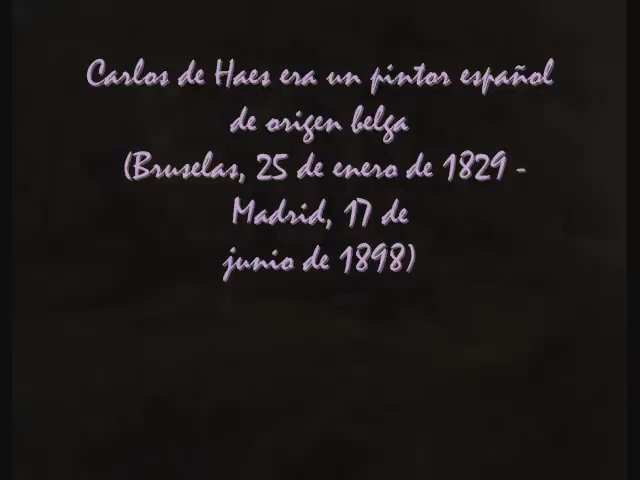 Carlos de Haes era un pintor español
de origen belga
(Bruselas, 25 de enero de 1829 -
Madrid, 17 de
junio de 1898)